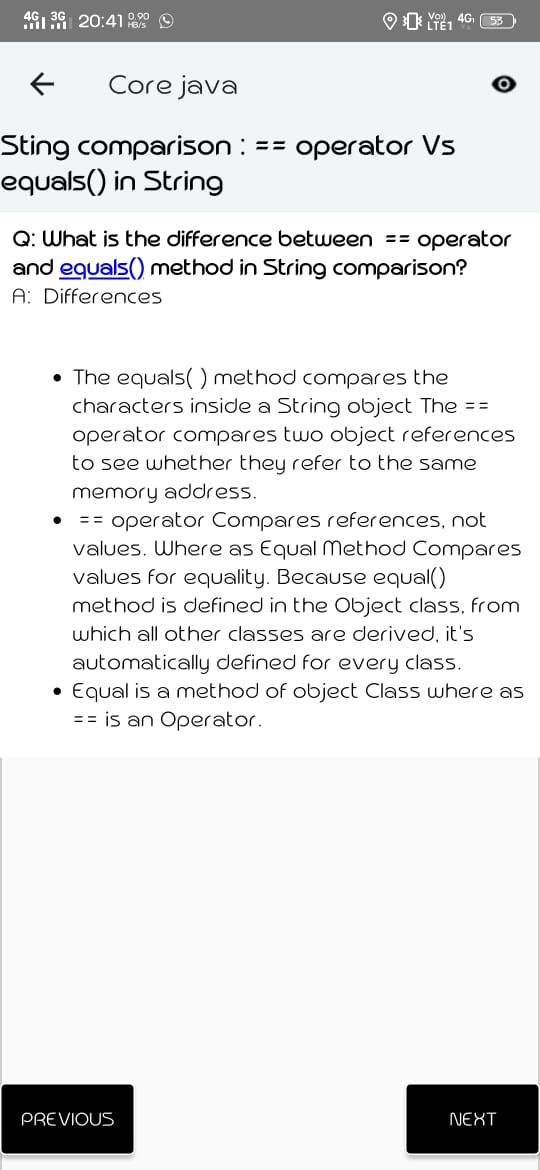 4G 3G 20:41 0.90 HB/s Vo)) LTE1 4G 53
Core java
Sting comparison : == operator Vs
equals() in String
Q: What is the difference between == operator
and equals() method in String comparison?
A: Differences
• The equals( ) method compares the
characters inside a String object The ==
operator compares two object references
to see whether they refer to the same
memory address.
• == operator Compares references, not
values. Where as Equal Method Compares
values for equality. Because equal()
method is defined in the Object class, from
which all other classes are derived, it's
automatically defined for every class.
• Equal is a method of object Class where as
== is an Operator.
PREVIOUS NEXT